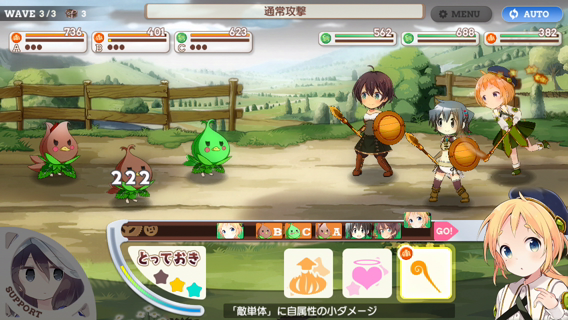 WAVE 3/3 3
通常攻撃
MENU
AUTO
736
A
401
B
623
C
562
688
382
222
B C A GO!
とっておき
SUPPORT
「敵単体」に自属性の小ダメージ